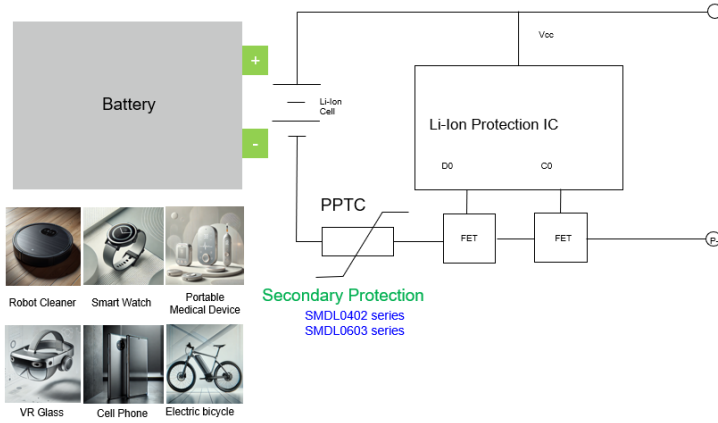 Battery
+
-
Li-Ion
Cell
Vcc
Li-Ion Protection IC
D0
C0
PPTC
FET
FET
P-
Secondary Protection
SMDL0402 series
SMDL0603 series
Robot Cleaner
Smart Watch
Portable
Medical Device
VR Glass
Cell Phone
Electric bicycle